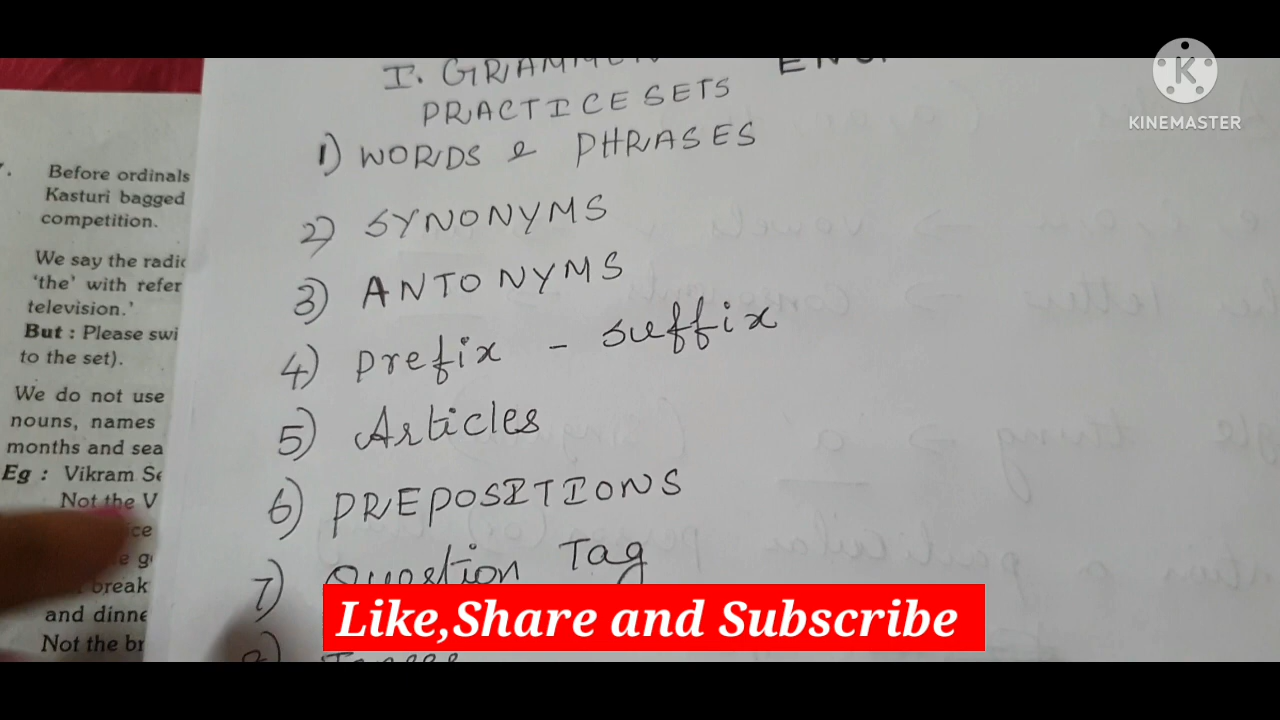 Before ordinals
Kasturi bagged
competition.
We say the radio
'the' with refer
television.'
But : Please swi
to the set).
We do not use
nouns, names
months and sea
Eg : Vikram Se
Not the V
ice
e g
break
and dinne
Not the br
I. GRAMM
PRACTICE SETS
1) WORDS & PHRASES
2) SYNONYMS
3) ANTONYMS
4) Prefix - suffix
5) Articles
6) PREPOSITIONS
7) Question Tag
KINEMASTER
Like,Share and Subscribe